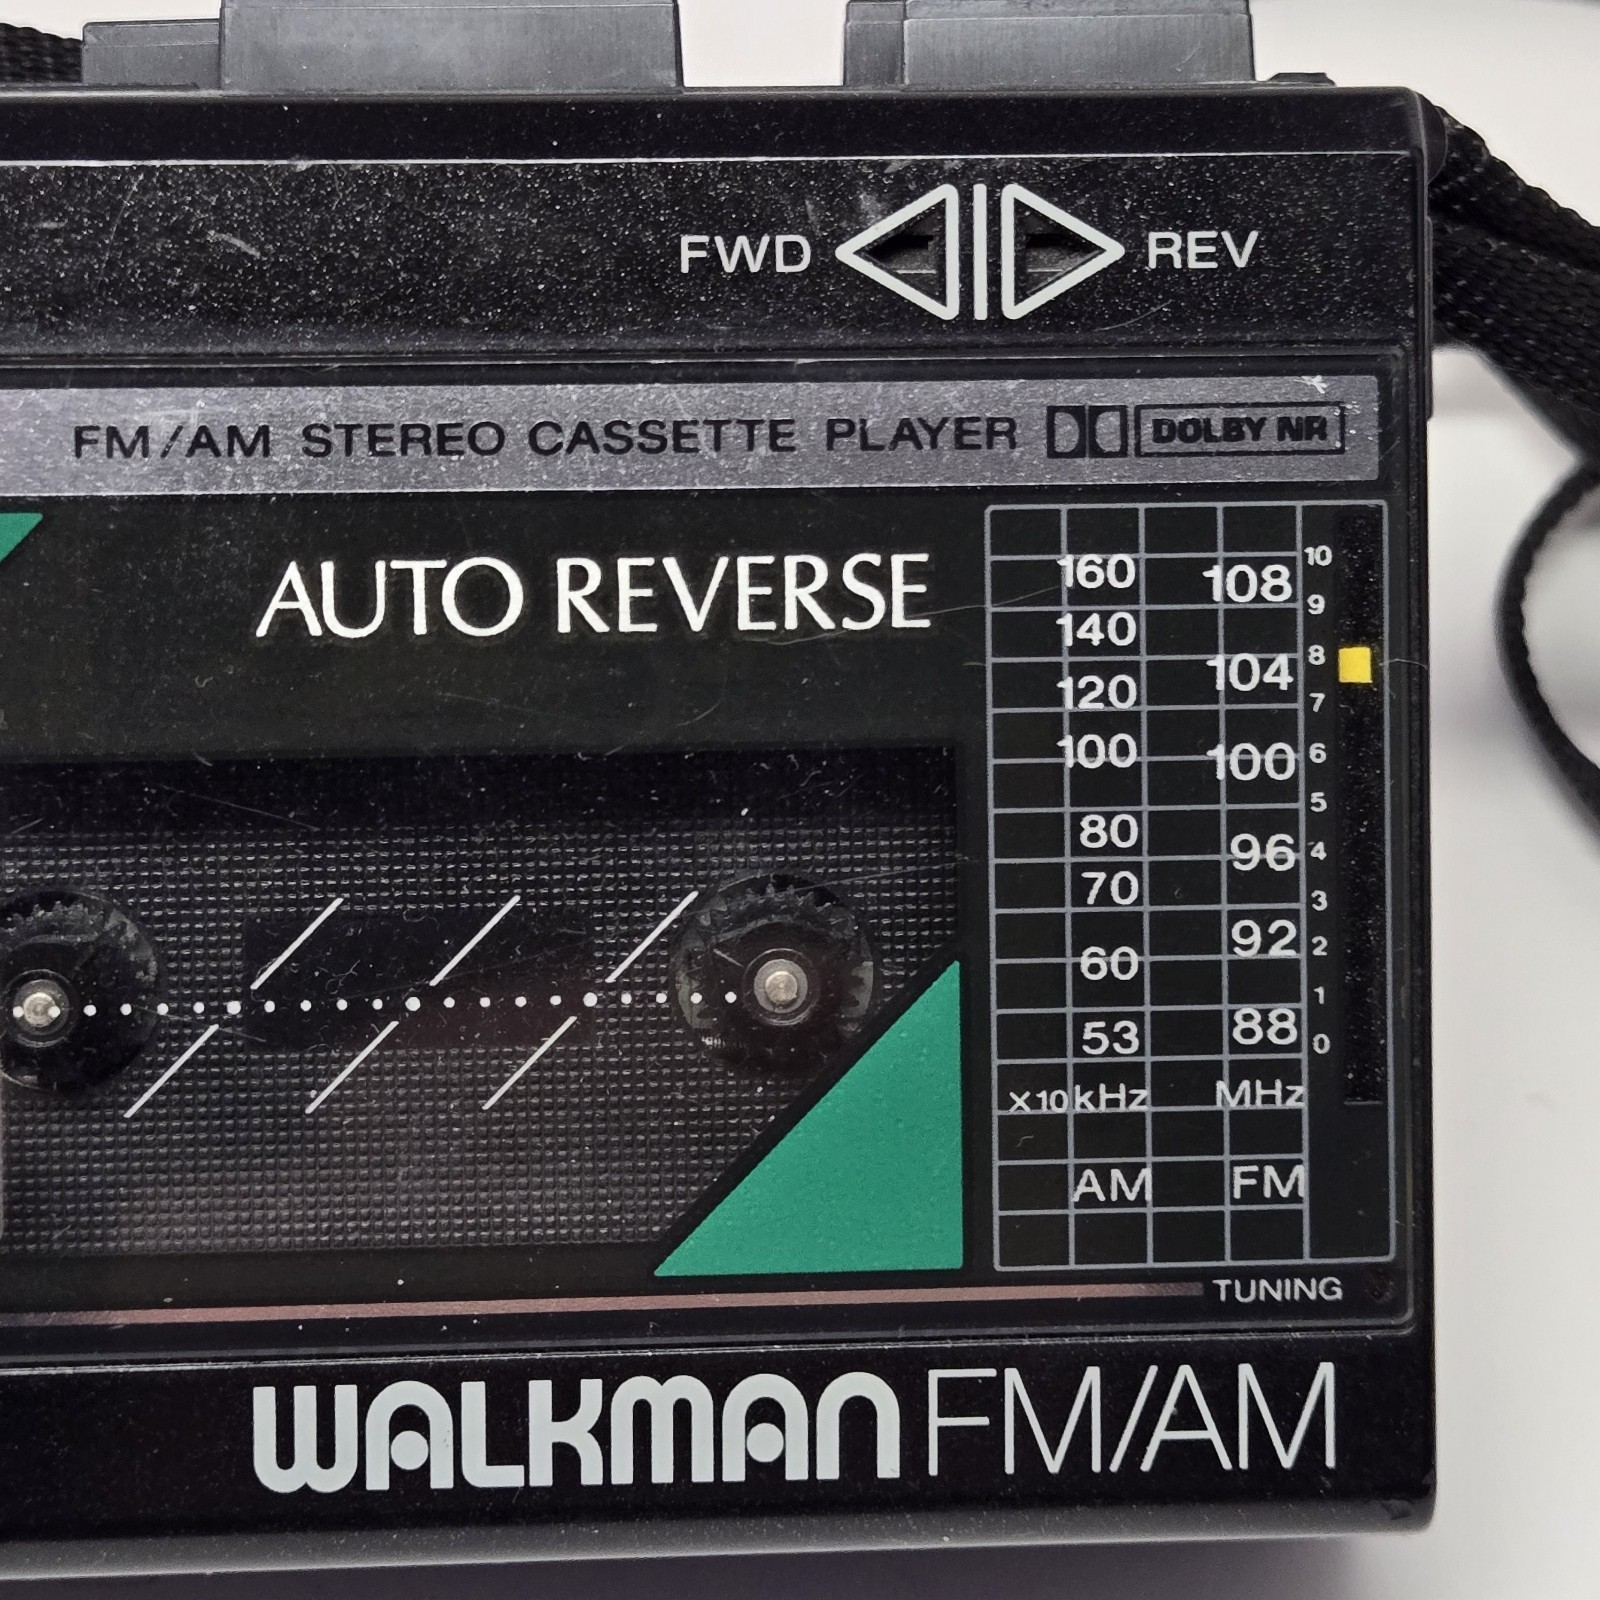 FWD REV
FM/AM STEREO CASSETTE PLAYER DOLBY NR
AUTO REVERSE
160 108 10
9
140
104 8
120 7
100 100 6
5
80 96 4
70 3
92 2
60 1
53 88 0
x10 kHz MHz
AM FM
TUNING
WALKMAN FM/AM